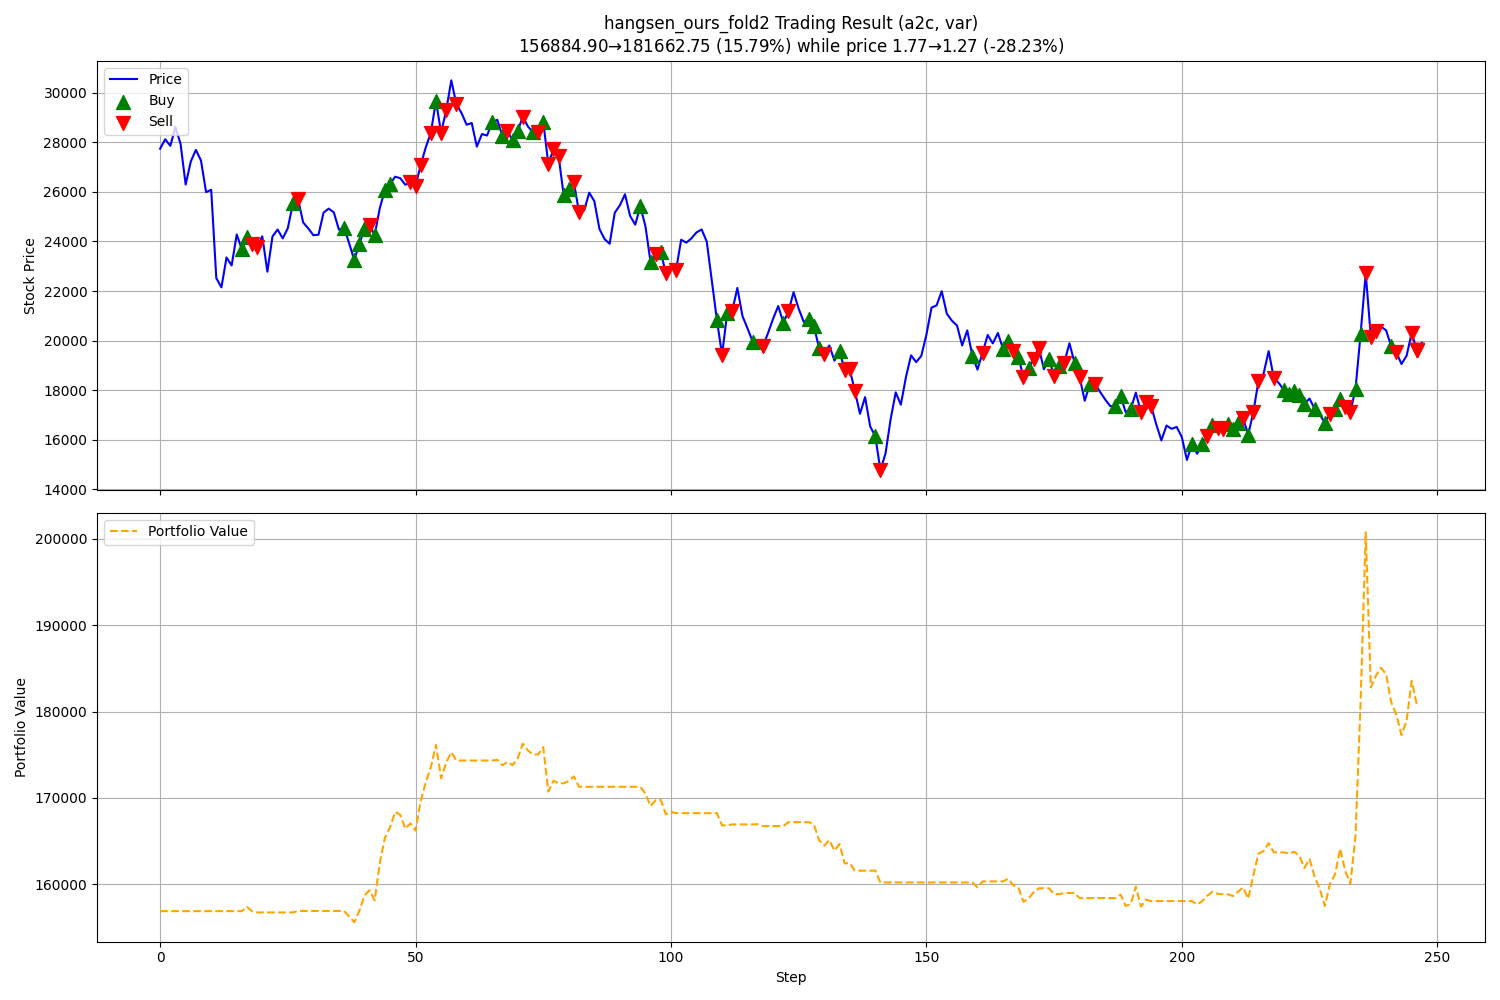 hangsen_ours_fold2 Trading Result (a2c, var)
156884.90→181662.75 (15.79%) while price 1.77→1.27 (-28.23%)
Price
Buy
Sell
Stock Price
30000
28000
26000
24000
22000
20000
18000
16000
14000
Portfolio Value
Portfolio Value
200000
190000
180000
170000
160000
0
50
100
150
200
250
Step